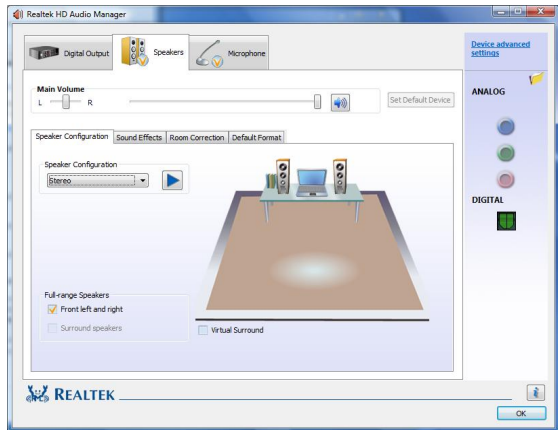 Realtek HD Audio Manager
Digital Output
Speakers
Microphone
Device advanced
settings
Main Volume
L
R
Set Default Device
ANALOG
Speaker Configuration
Sound Effects
Room Correction
Default Format
Speaker Configuration
Stereo
DIGITAL
Full-range Speakers
Front left and right
Surround speakers
Virtual Surround
REALTEK
i
OK